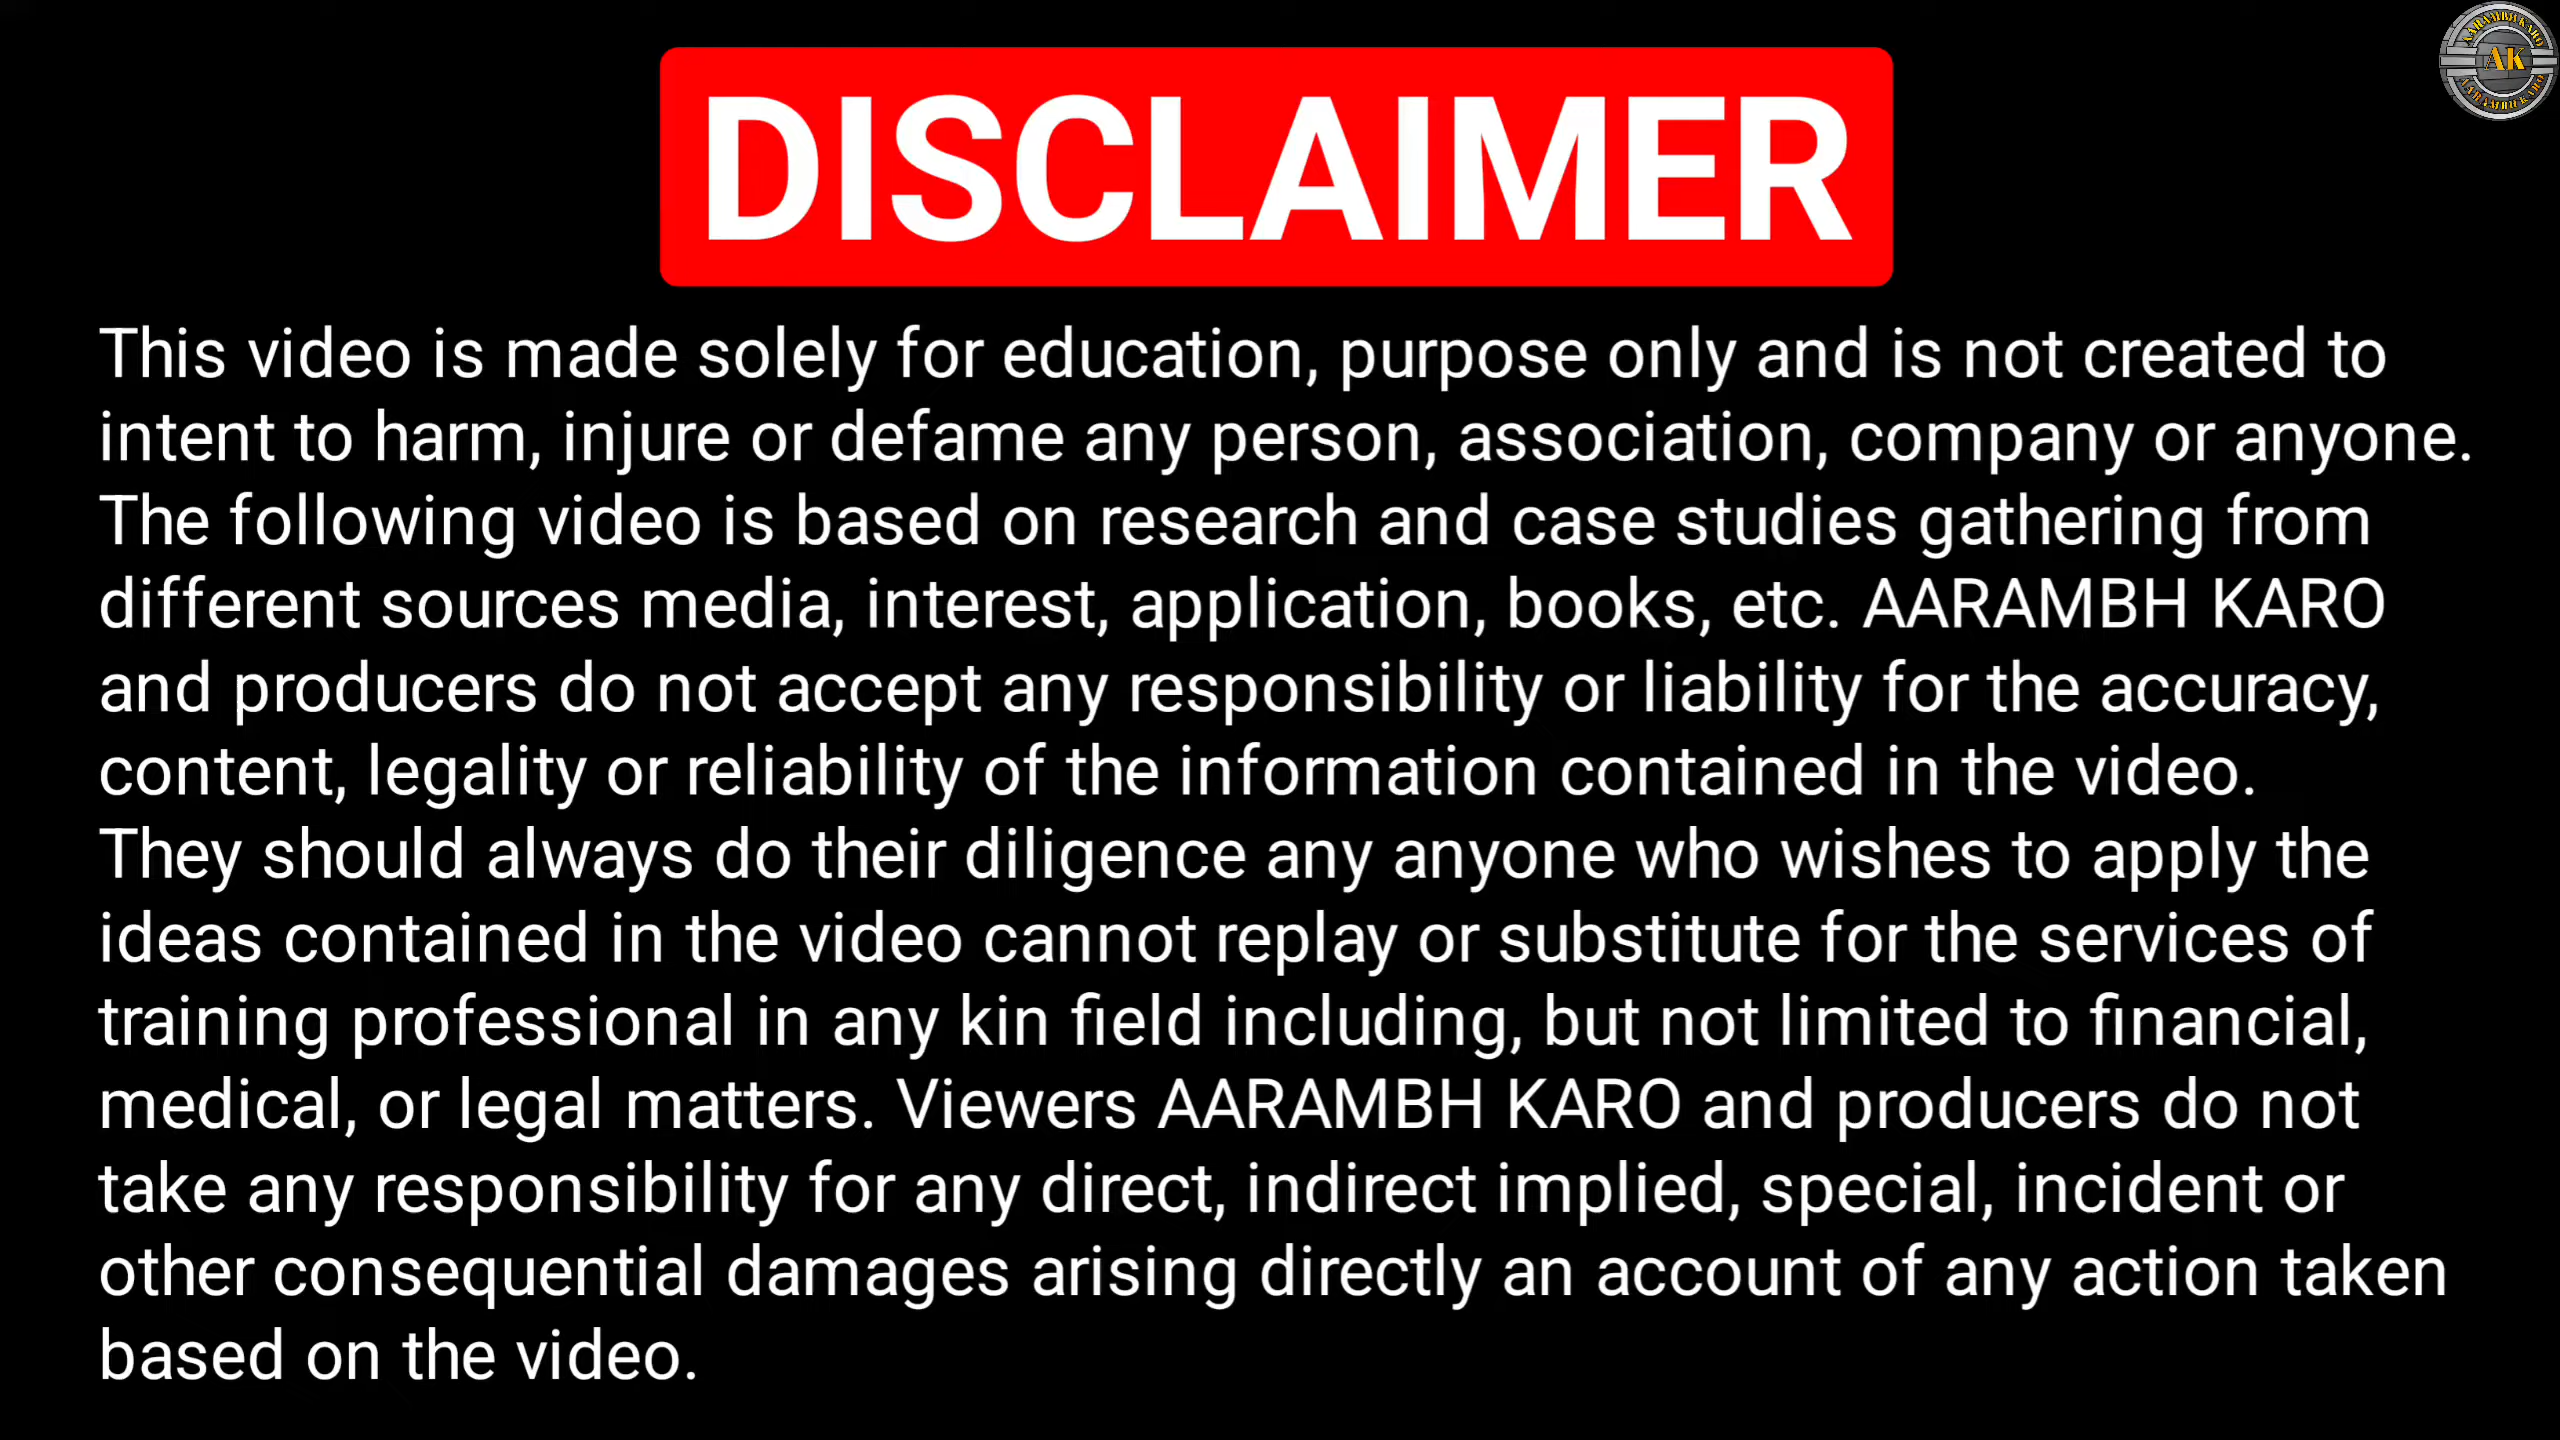 AARAMBH KARO
AK
AARAMBH KARO
DISCLAIMER
This video is made solely for education, purpose only and is not created to
intent to harm, injure or defame any person, association, company or anyone.
The following video is based on research and case studies gathering from
different sources media, interest, application, books, etc. AARAMBH KARO
and producers do not accept any responsibility or liability for the accuracy,
content, legality or reliability of the information contained in the video.
They should always do their diligence any anyone who wishes to apply the
ideas contained in the video cannot replay or substitute for the services of
training professional in any kin field including, but not limited to financial,
medical, or legal matters. Viewers AARAMBH KARO and producers do not
take any responsibility for any direct, indirect implied, special, incident or
other consequential damages arising directly an account of any action taken
based on the video.